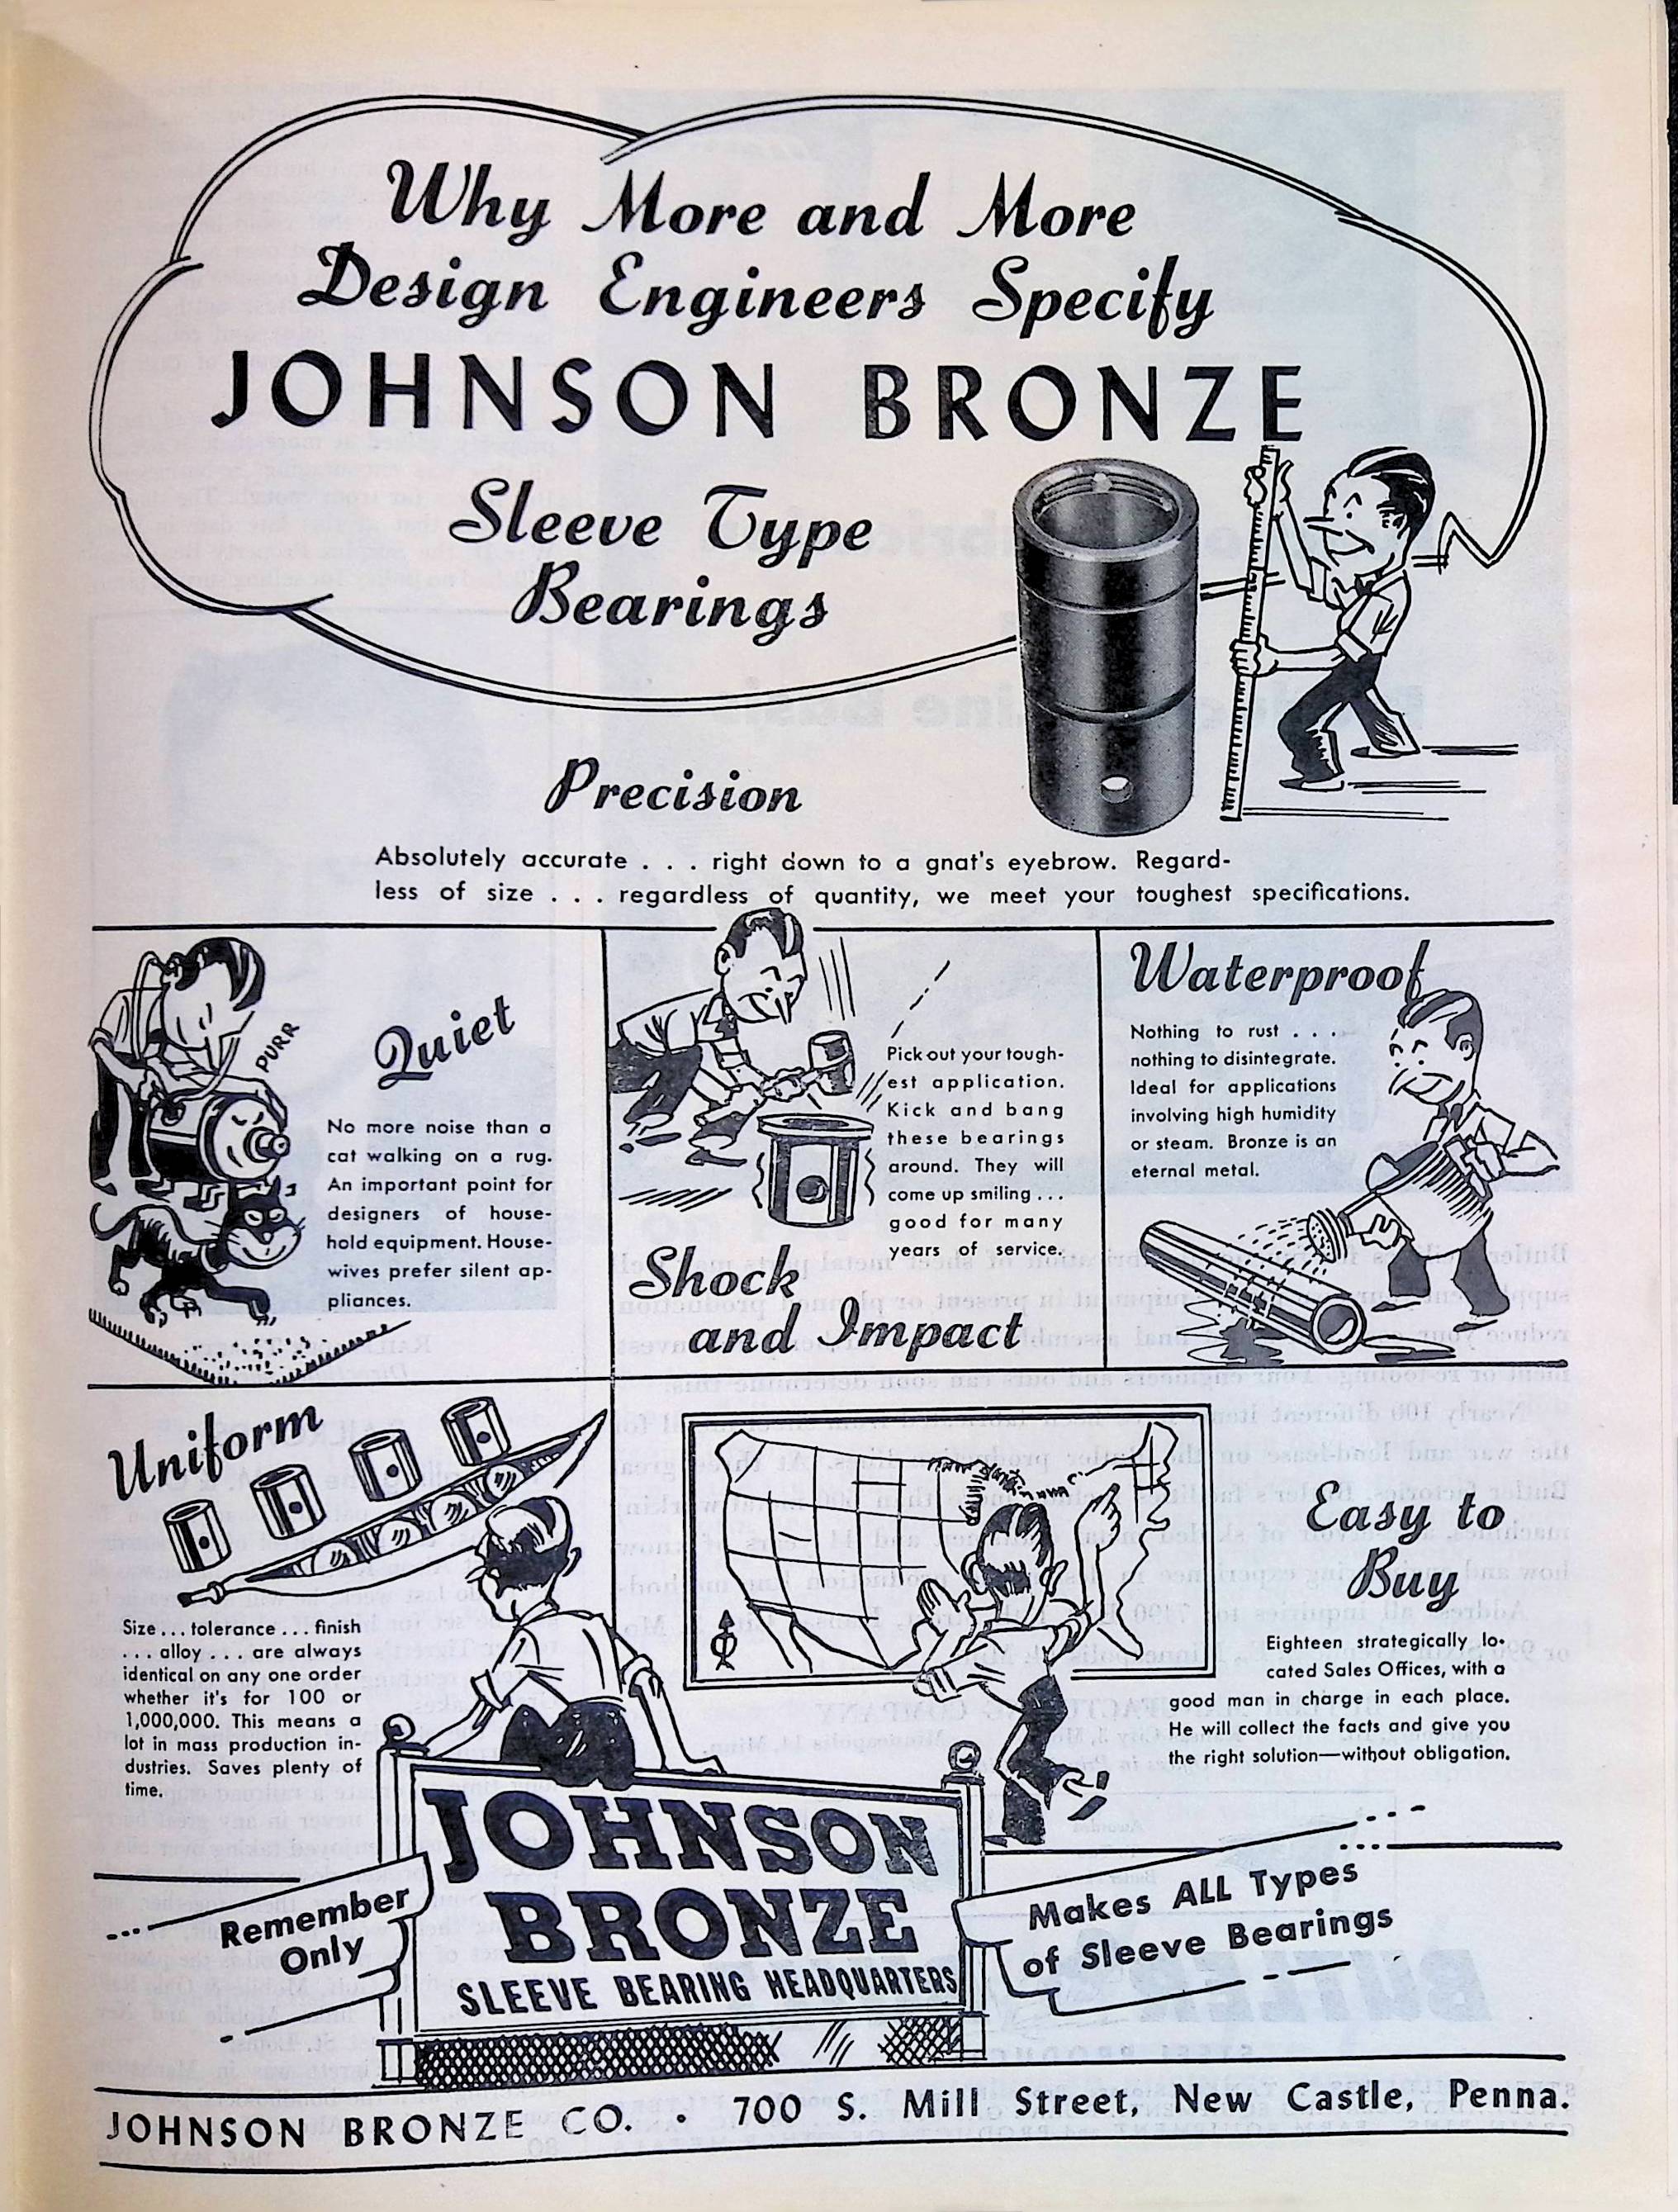 Why More and More
Design Engineers Specify
JOHNSON BRONZE
Sleeve Type
Bearings
Precision
Absolutely accurate . . . right down to a gnat's eyebrow. Regard-
less of size . . . regardless of quantity, we meet your toughest specifications.
PURR
Quiet
No more noise than a
cat walking on a rug.
An important point for
designers of house-
hold equipment. House-
wives prefer silent ap-
pliances.
Pick out your tough-
est application.
Kick and bang
these bearings
around. They will
come up smiling . . .
good for many
years of service.
Shock
and Impact
Waterproof
Nothing to rust . . .
nothing to disintegrate.
Ideal for applications
involving high humidity
or steam. Bronze is an
eternal metal.
Uniform
Size . . . tolerance . . . finish
. . . alloy . . . are always
identical on any one order
whether it's for 100 or
1,000,000. This means a
lot in mass production in-
dustries. Saves plenty of
time.
Easy to
Buy
Eighteen strategically lo-
cated Sales Offices, with a
good man in charge in each place.
He will collect the facts and give you
the right solution—without obligation.
Remember
Only
JOHNSON
BRONZE
SLEEVE BEARING HEADQUARTERS
Makes ALL Types
of Sleeve Bearings
JOHNSON BRONZE CO. • 700 S. Mill Street, New Castle, Penna.